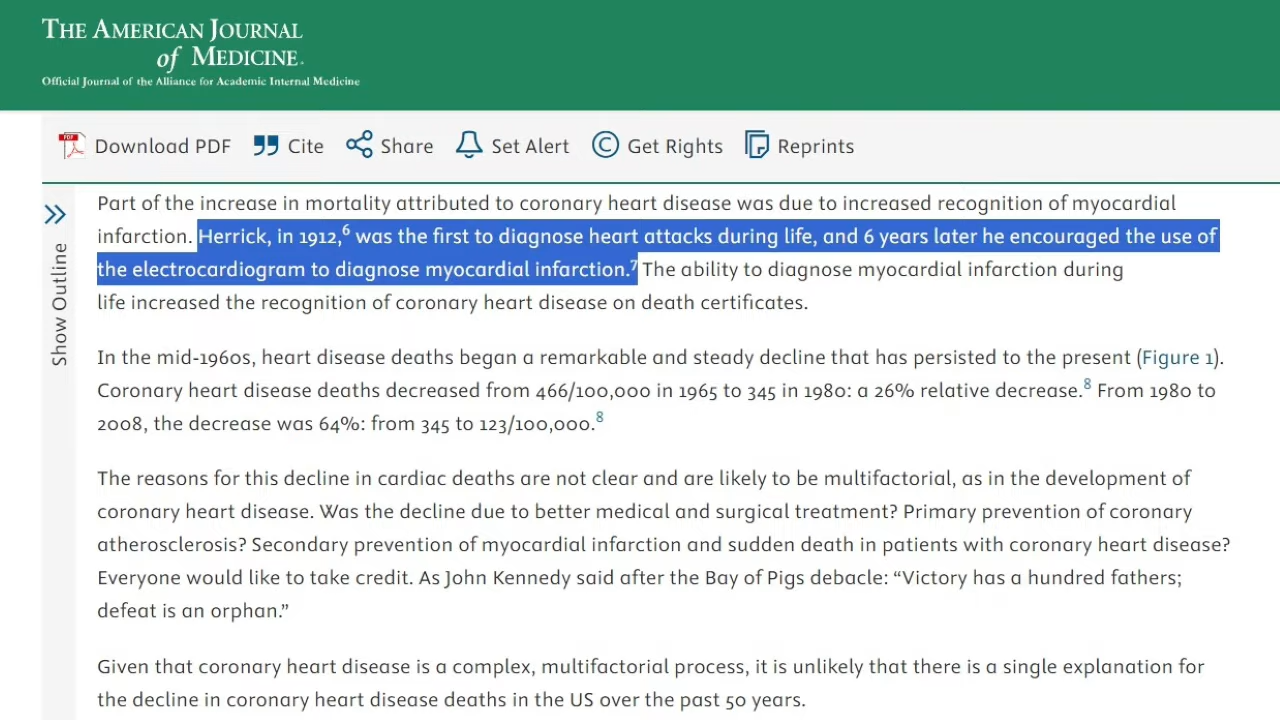 THE AMERICAN JOURNAL
of MEDICINE.
Official Journal of the Alliance for Academic Internal Medicine
PDF Download PDF Cite Share Set Alert © Get Rights Reprints
Show Outline
Part of the increase in mortality attributed to coronary heart disease was due to increased recognition of myocardial
infarction. Herrick, in 1912,6 was the first to diagnose heart attacks during life, and 6 years later he encouraged the use of
the electrocardiogram to diagnose myocardial infarction.7 The ability to diagnose myocardial infarction during
life increased the recognition of coronary heart disease on death certificates.
In the mid-1960s, heart disease deaths began a remarkable and steady decline that has persisted to the present (Figure 1).
Coronary heart disease deaths decreased from 466/100,000 in 1965 to 345 in 1980: a 26% relative decrease.8 From 1980 to
2008, the decrease was 64%: from 345 to 123/100,000.8
The reasons for this decline in cardiac deaths are not clear and are likely to be multifactorial, as in the development of
coronary heart disease. Was the decline due to better medical and surgical treatment? Primary prevention of coronary
atherosclerosis? Secondary prevention of myocardial infarction and sudden death in patients with coronary heart disease?
Everyone would like to take credit. As John Kennedy said after the Bay of Pigs debacle: “Victory has a hundred fathers;
defeat is an orphan.”
Given that coronary heart disease is a complex, multifactorial process, it is unlikely that there is a single explanation for
the decline in coronary heart disease deaths in the US over the past 50 years.